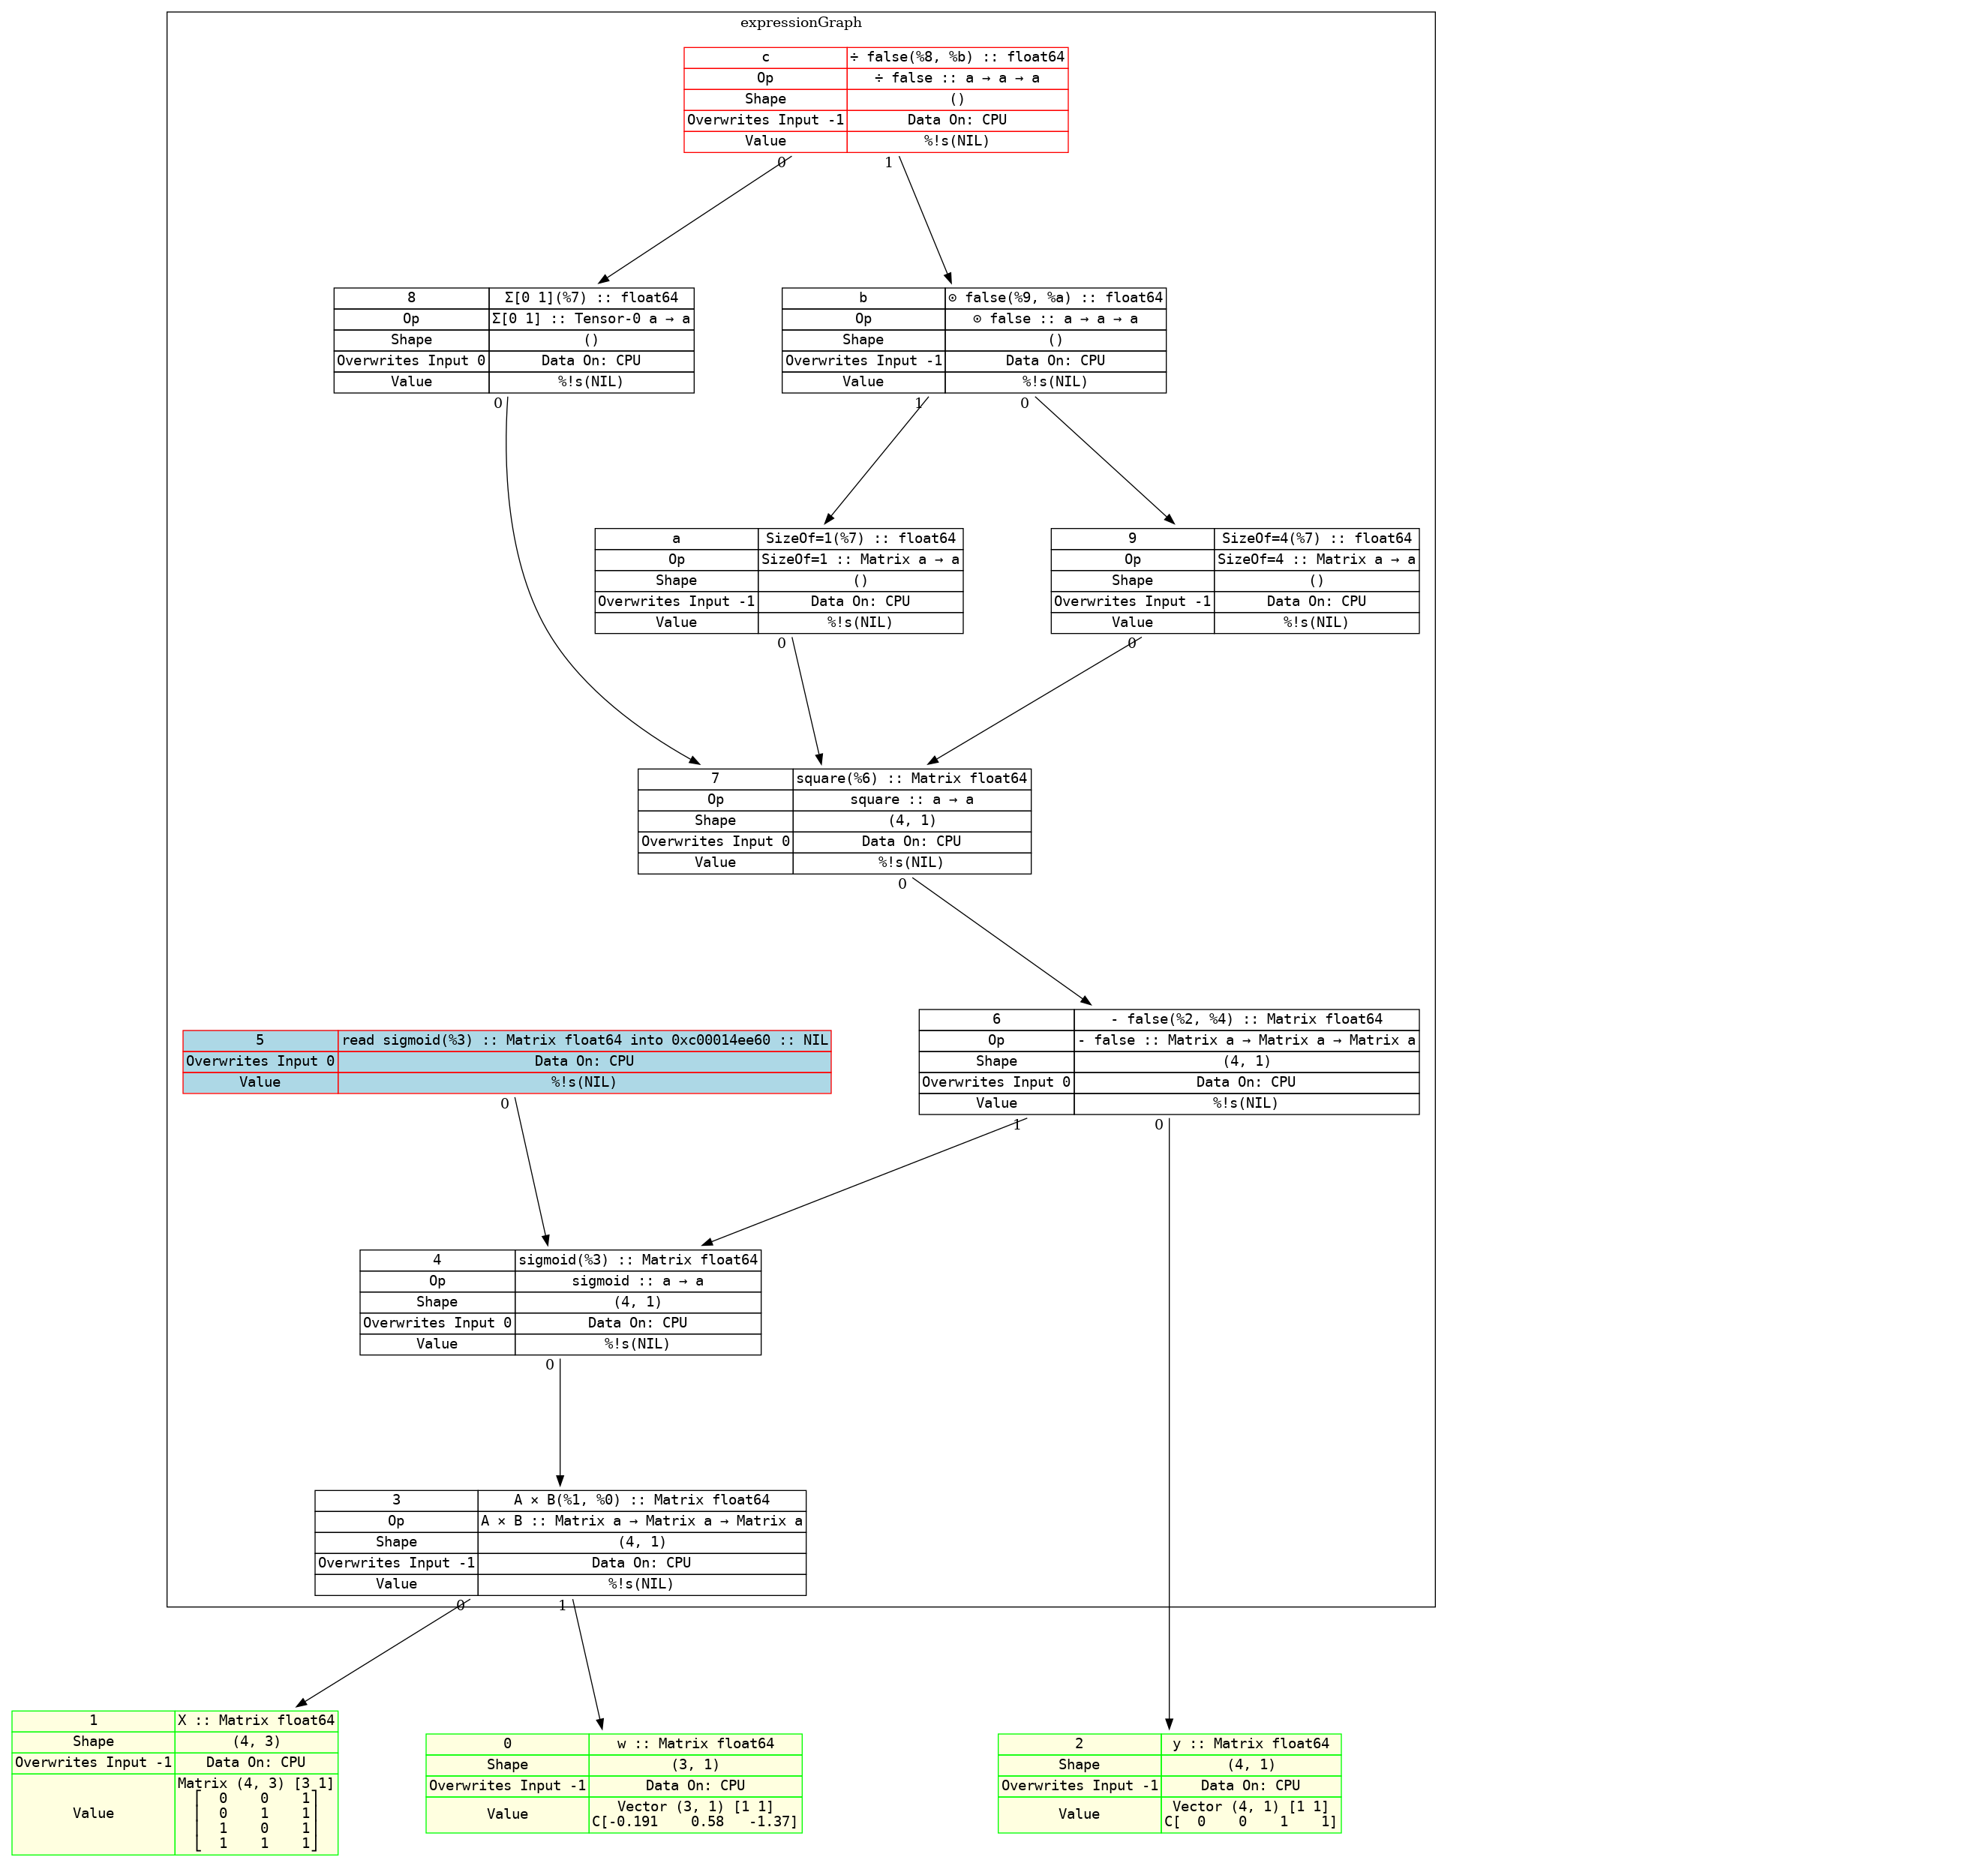 expressionGraph
c ÷ false(%8, %b) :: float64
Op ÷ false :: a → a → a
Shape ()
Overwrites Input -1 Data On: CPU
Value %!s(NIL)
0 1
8 Σ[0 1](%7) :: float64
Op Σ[0 1] :: Tensor-0 a → a
Shape ()
Overwrites Input 0 Data On: CPU
Value %!s(NIL)
0
b ⊙ false(%9, %a) :: float64
Op ⊙ false :: a → a → a
Shape ()
Overwrites Input -1 Data On: CPU
Value %!s(NIL)
1 0
a SizeOf=1(%7) :: float64
Op SizeOf=1 :: Matrix a → a
Shape ()
Overwrites Input -1 Data On: CPU
Value %!s(NIL)
0
9 SizeOf=4(%7) :: float64
Op SizeOf=4 :: Matrix a → a
Shape ()
Overwrites Input -1 Data On: CPU
Value %!s(NIL)
0
7 square(%6) :: Matrix float64
Op square :: a → a
Shape (4, 1)
Overwrites Input 0 Data On: CPU
Value %!s(NIL)
0
5 read sigmoid(%3) :: Matrix float64 into 0xc00014ee60 :: NIL
Overwrites Input 0 Data On: CPU
Value %!s(NIL)
0
6 - false(%2, %4) :: Matrix float64
Op - false :: Matrix a → Matrix a → Matrix a
Shape (4, 1)
Overwrites Input 0 Data On: CPU
Value %!s(NIL)
1 0
4 sigmoid(%3) :: Matrix float64
Op sigmoid :: a → a
Shape (4, 1)
Overwrites Input 0 Data On: CPU
Value %!s(NIL)
0
3 A × B(%1, %0) :: Matrix float64
Op A × B :: Matrix a → Matrix a → Matrix a
Shape (4, 1)
Overwrites Input -1 Data On: CPU
Value %!s(NIL)
0 1
1 X :: Matrix float64
Shape (4, 3)
Overwrites Input -1 Data On: CPU
Value Matrix (4, 3) [3 1]
⎡ 0 0 1⎤
⎢ 0 1 1⎥
⎢ 1 0 1⎥
⎣ 1 1 1⎦
0 w :: Matrix float64
Shape (3, 1)
Overwrites Input -1 Data On: CPU
Value Vector (3, 1) [1 1]
C[-0.191 0.58 -1.37]
2 y :: Matrix float64
Shape (4, 1)
Overwrites Input -1 Data On: CPU
Value Vector (4, 1) [1 1]
C[ 0 0 1 1]